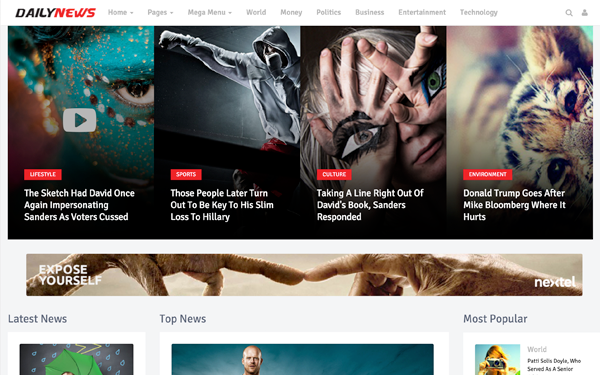 DAILYNEWS
Home Pages Mega Menu World Money Politics Business Entertainment Technology
LIFESTYLE
The Sketch Had David Once
Again Impersonating
Sanders As Voters Cussed
SPORTS
Those People Later Turn
Out To Be Key To His Slim
Loss To Hillary
CULTURE
Taking A Line Right Out Of
David's Book, Sanders
Responded
ENVIRONMENT
Donald Trump Goes After
Mike Bloomberg Where It
Hurts
EXPOSE
YOURSELF
nextel
Latest News
Top News
Most Popular
World
Patti Solis Doyle, Who
Served As A Senior